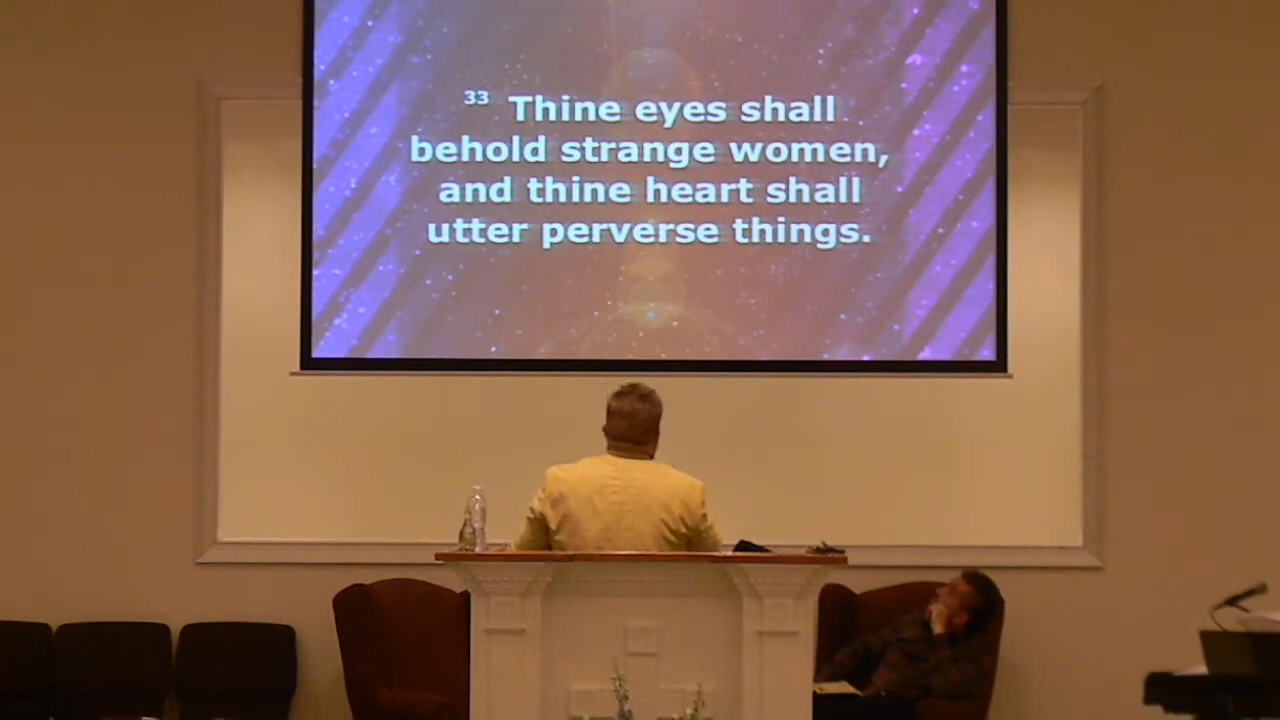 33 Thine eyes shall
behold strange women,
and thine heart shall
utter perverse things.